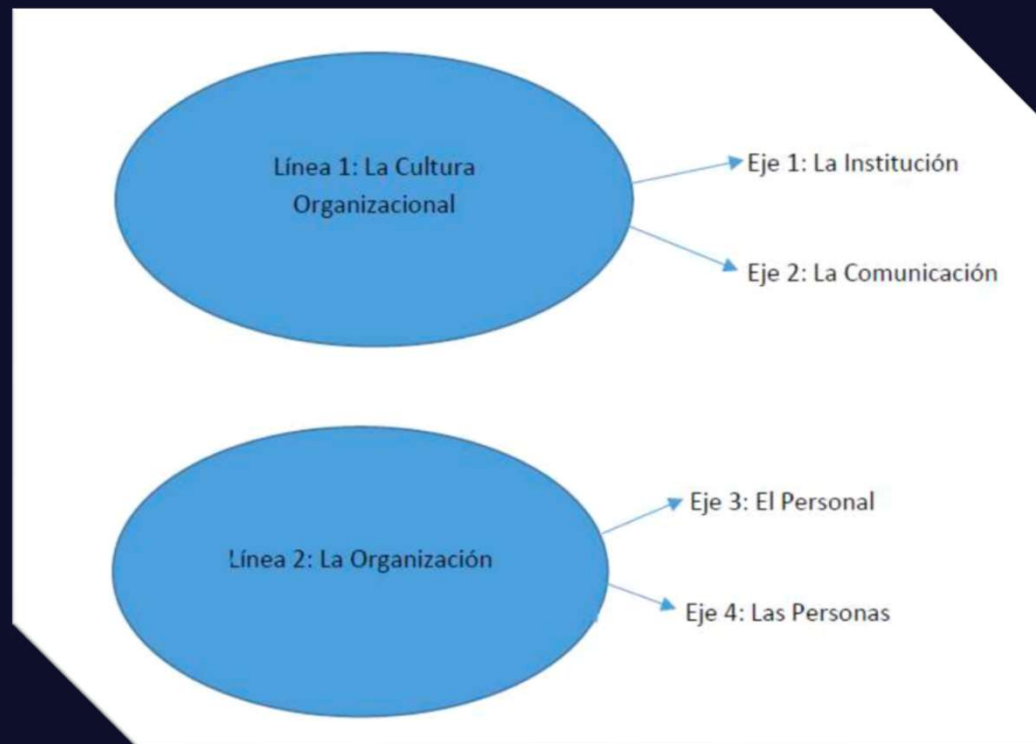 Línea 1: La Cultura
Organizacional
Eje 1: La Institución
Eje 2: La Comunicación
Línea 2: La Organización
Eje 3: El Personal
Eje 4: Las Personas